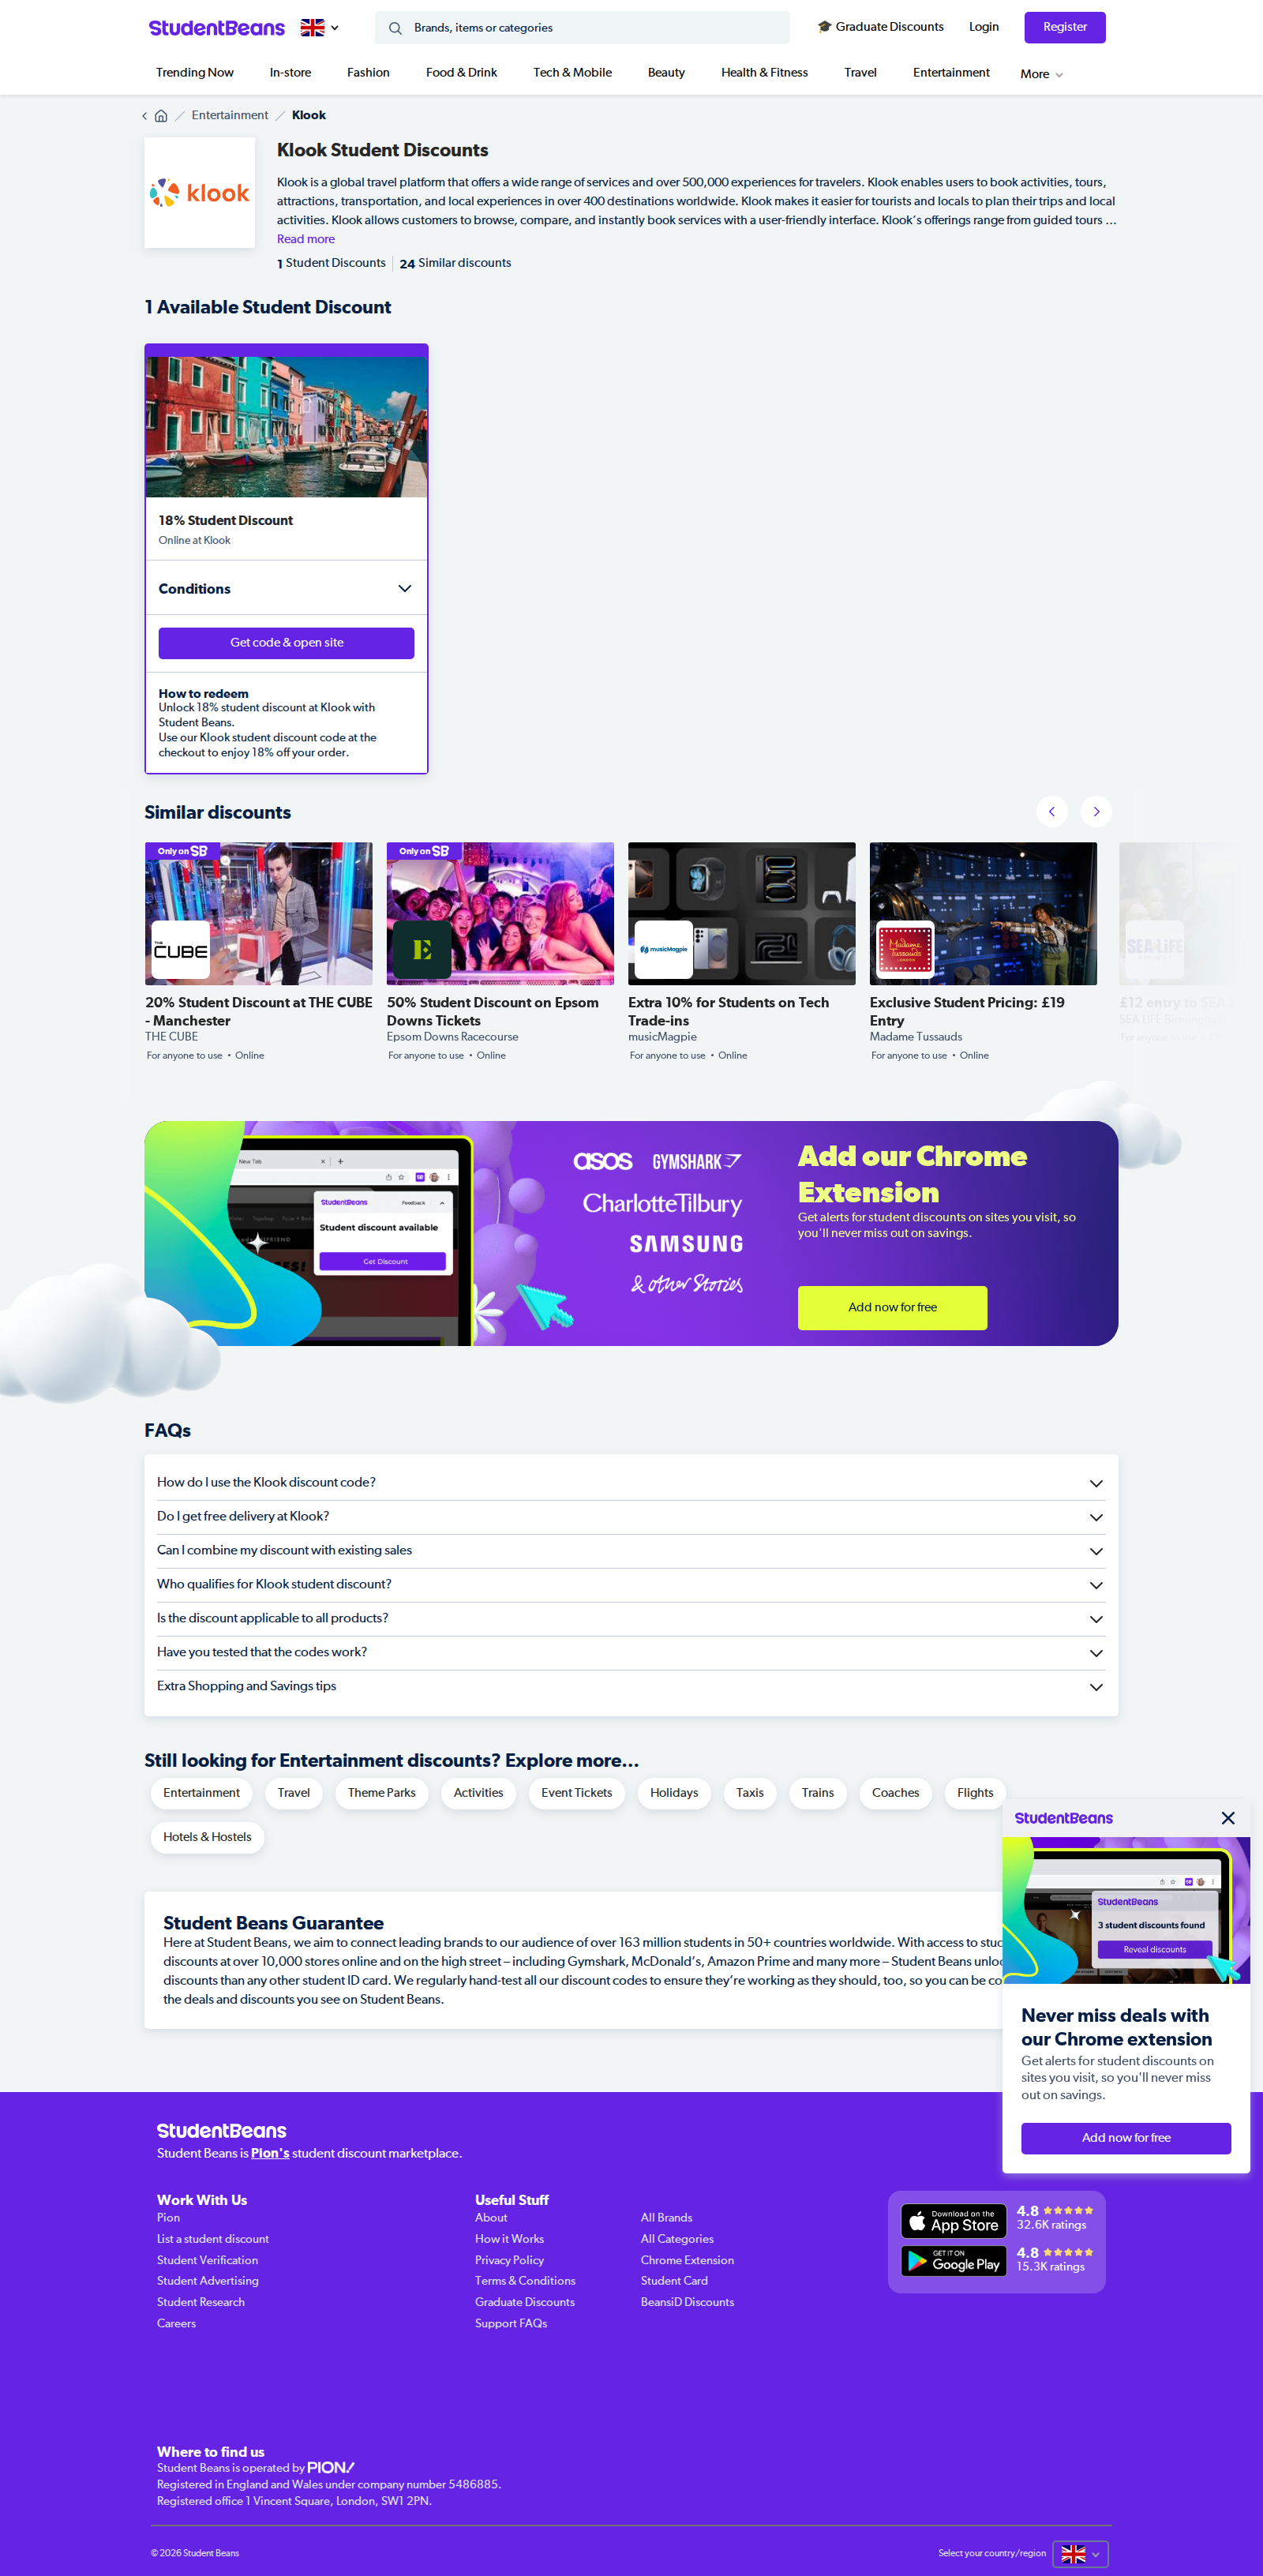 StudentBeans
Brands, items or categories
🎓 Graduate Discounts
Login
Register
Trending Now
In-store
Fashion
Food & Drink
Tech & Mobile
Beauty
Health & Fitness
Travel
Entertainment
More
Entertainment
Klook
klook
Klook Student Discounts
Klook is a global travel platform that offers a wide range of services and over 500,000 experiences for travelers. Klook enables users to book activities, tours,
attractions, transportation, and local experiences in over 400 destinations worldwide. Klook makes it easier for tourists and locals to plan their trips and local
activities. Klook allows customers to browse, compare, and instantly book services with a user-friendly interface. Klook's offerings range from guided tours ...
Read more
1 Student Discounts
24 Similar discounts
1 Available Student Discount
18% Student Discount
Online at Klook
Conditions
Get code & open site
How to redeem
Unlock 18% student discount at Klook with
Student Beans.
Use our Klook student discount code at the
checkout to enjoy 18% off your order.
Similar discounts
Only on SB
THE CUBE
20% Student Discount at THE CUBE
- Manchester
THE CUBE
For anyone to use • Online
Only on SB
E
50% Student Discount on Epsom
Downs Tickets
Epsom Downs Racecourse
For anyone to use • Online
musicMagpie
Extra 10% for Students on Tech
Trade-ins
musicMagpie
For anyone to use • Online
Madame Tussauds LONDON
Exclusive Student Pricing: £19
Entry
Madame Tussauds
For anyone to use • Online
SEA LIFE
£12 entry to SEA
SEA LIFE
New Tab
StudentBeans
Feedback
Student discount available
Get Discount
asos
GYMSHARK
Charlotte Tilbury
SAMSUNG
& other Stories
Add our Chrome
Extension
Get alerts for student discounts on sites you visit, so
you'll never miss out on savings.
Add now for free
FAQs
How do I use the Klook discount code?
Do I get free delivery at Klook?
Can I combine my discount with existing sales
Who qualifies for Klook student discount?
Is the discount applicable to all products?
Have you tested that the codes work?
Extra Shopping and Savings tips
Still looking for Entertainment discounts? Explore more...
Entertainment
Travel
Theme Parks
Activities
Event Tickets
Holidays
Taxis
Trains
Coaches
Flights
Hotels & Hostels
Student Beans Guarantee
Here at Student Beans, we aim to connect leading brands to our audience of over 163 million students in 50+ countries worldwide. With access to
discounts at over 10,000 stores online and on the high street – including Gymshark, McDonald's, Amazon Prime and many more – Student Beans
discounts than any other student ID card. We regularly hand-test all our discount codes to ensure they're working as they should, too, so you can be
the deals and discounts you see on Student Beans.
StudentBeans
StudentBeans
3 student discounts found
Reveal discounts
Never miss deals with
our Chrome extension
Get alerts for student discounts on
sites you visit, so you'll never miss
out on savings.
Add now for free
StudentBeans
Student Beans is Pion's student discount marketplace.
Work With Us
Pion
List a student discount
Student Verification
Student Advertising
Student Research
Careers
Useful Stuff
About
How it Works
Privacy Policy
Terms & Conditions
Graduate Discounts
Support FAQs
All Brands
All Categories
Chrome Extension
Student Card
BeansiD Discounts
Download on the
App Store
4.8
32.6K ratings
GET IT ON
Google Play
4.8
15.3K ratings
Where to find us
Student Beans is operated by PION!
Registered in England and Wales under company number 5486885.
Registered office 1 Vincent Square, London, SW1 2PN.
© 2026 Student Beans
Select your country/region